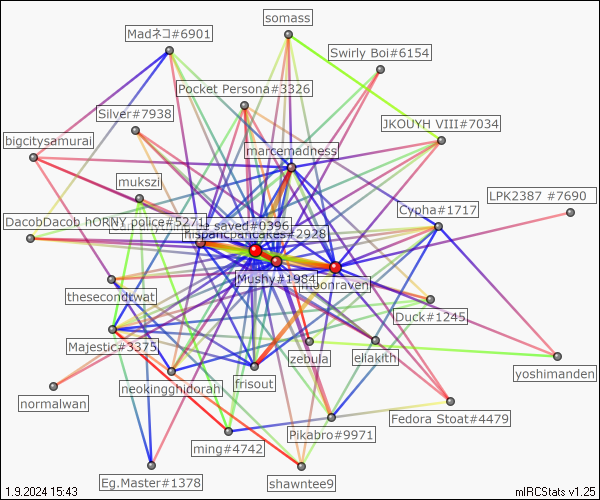 somass
Madネコ#6901
Swirly Boi#6154
Pocket Persona#3326
Silver#7938
JKOUYH VIII#7034
bigcitysamurai
marcemadness
mukszi
LPK2387 #7690
Cypha#1717
DacobDacob HORNY police#5271
saved#0396
hispanicpancakes#2928
Mushy#1984
moonraven
thesecondtwat
Duck#1245
Majestic#3375
zebula
eliakith
yoshimanden
neokingghidorah
frisout
normalwan
Fedora Stoat#4479
Pikabro#9971
ming#4742
Eg.Master#1378
shawntee9
1.9.2024 15:43
mIRCStats v1.25